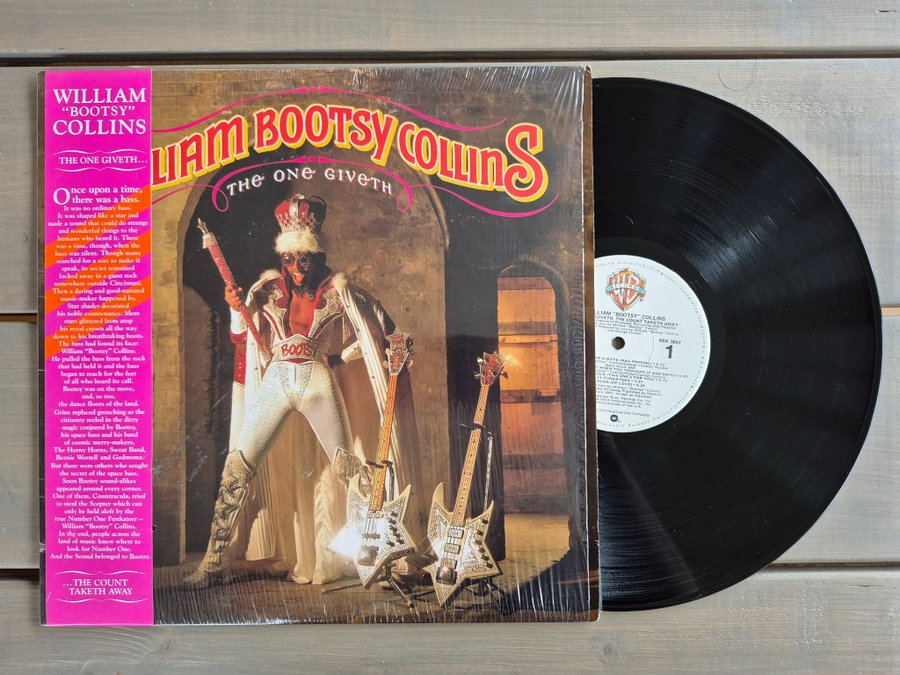 WILLIAM
"BOOTSY"
COLLINS
THE ONE GIVETH...
Once upon a time,
there was a bass.
It was no ordinary bass.
It was shaped like a star and
made a sound that could do strange
and wonderful things to the
humans who heard it. There
was a time, though, when the
bass was silent. Though many
searched for a way to make it
speak, its secret remained
locked away in a giant rock
somewhere outside Cincinnati.
Then a daring and good-natured
music-maker happened by.
Star shades decorated
his noble countenance. More
stars glittered from atop
his royal crown all the way
down to his breathtaking boots.
The bass had found its face:
William "Bootsy" Collins.
He pulled the bass from the rock
that had held it and the bass
began to reach for the feet
of all who heard its call.
Bootsy was on the move,
and, so too,
the dance floors of the land.
Grins replaced grouching as the
citizenry reeled in the ditty
magic conjured by Bootsy,
his space bass and his band
of cosmic merry-makers,
The Horny Horns, Sweat Band,
Bernie Worrell and Godmoma.
But there were others who sought
the secret of the space bass.
Soon Bootsy sound-alikes
appeared around every corner.
One of them, Countracula, tried
to steal the Scepter which can
only be held aloft by the
true Number One Funkateer—
William "Bootsy" Collins.
In the end, people across the
land of music knew where to
look for Number One.
And the Sound belonged to Bootsy.
...THE COUNT
TAKETH AWAY
LIAM BOOTSY COLLINS
THE ONE GIVETH
BOOTS
LLIAM "BOOTSY" COLLINS
GIVETH, THE COUNT TAKETH AWAY
BSK 3667
1